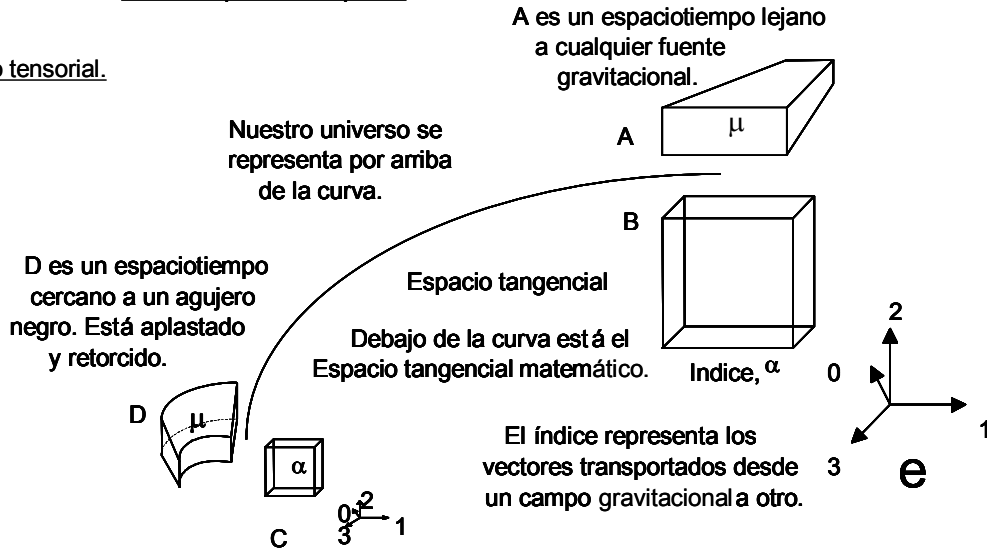 A es un espaciotiempo lejano
a cualquier fuente
gravitacional.
o tensorial.
Nuestro universo se
representa por arriba
de la curva.
A
μ
B
D es un espaciotiempo
cercano a un agujero
negro. Está aplastado
y retorcido.
Espacio tangencial
Debajo de la curva está el
Espacio tangencial matemático.
Indice, α
2
0
1
3
e
D
μ
α
C
0
2
1
3
El índice representa los
vectores transportados desde
un campo gravitacional a otro.